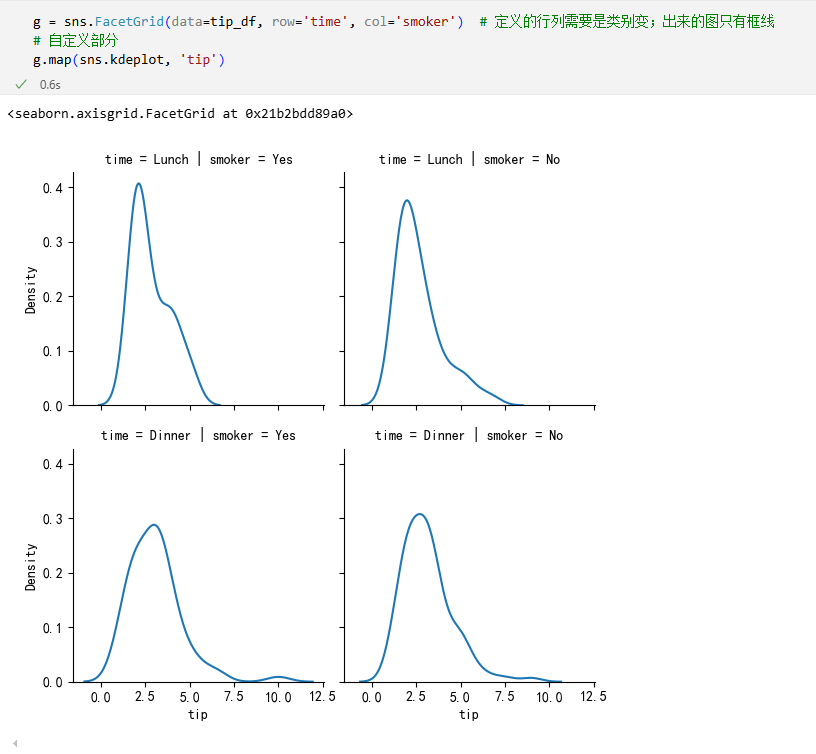 g = sns.FacetGrid(data=tip_df, row='time', col='smoker')  # 定义的行列需要是类别变；出来的图只有框线
# 自定义部分
g.map(sns.kdeplot, 'tip')
✓ 0.6s
<seaborn.axisgrid.FacetGrid at 0x21b2bdd89a0>
time = Lunch | smoker = Yes
time = Lunch | smoker = No
0.4
0.3
0.2
0.1
0.0
Density
time = Dinner | smoker = Yes
time = Dinner | smoker = No
0.4
0.3
0.2
0.1
0.0
Density
0.0 2.5 5.0 7.5 10.0 12.5
tip
0.0 2.5 5.0 7.5 10.0 12.5
tip